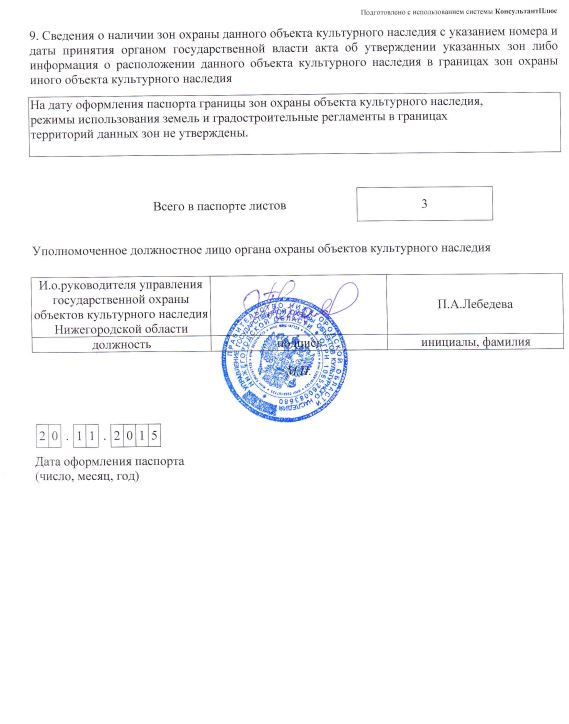 Подготовлено с использованием системы КонсультантПлюс
9. Сведения о наличии зон охраны данного объекта культурного наследия с указанием номера и
даты принятия органом государственной власти акта об утверждении указанных зон либо
информация о расположении данного объекта культурного наследия в границах зон охраны
иного объекта культурного наследия
На дату оформления паспорта границы зон охраны объекта культурного наследия,
режимы использования земель и градостроительные регламенты в границах
территорий данных зон не утверждены.
Всего в паспорте листов 3
Уполномоченное должностное лицо органа охраны объектов культурного наследия
И.о.руководителя управления
государственной охраны
объектов культурного наследия
Нижегородской области
П.А.Лебедева
должность подпись инициалы, фамилия
М.П.
ПРАВИТЕЛЬСТВО НИЖЕГОРОДСКОЙ ОБЛАСТИ
20.11.2015
Дата оформления паспорта
(число, месяц, год)